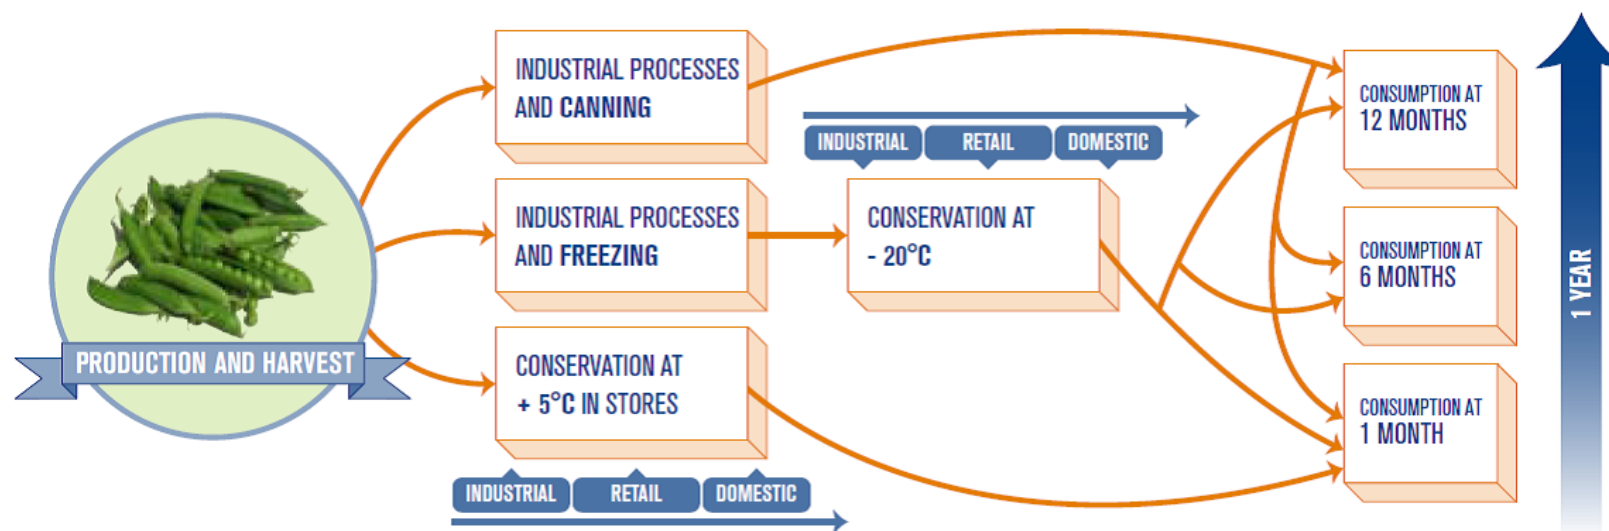 PRODUCTION AND HARVEST
INDUSTRIAL PROCESSES
AND CANNING
INDUSTRIAL PROCESSES
AND FREEZING
CONSERVATION AT
+ 5°C IN STORES
INDUSTRIAL
RETAIL
DOMESTIC
INDUSTRIAL
RETAIL
DOMESTIC
CONSERVATION AT
- 20°C
CONSUMPTION AT
12 MONTHS
CONSUMPTION AT
6 MONTHS
CONSUMPTION AT
1 MONTH
1 YEAR